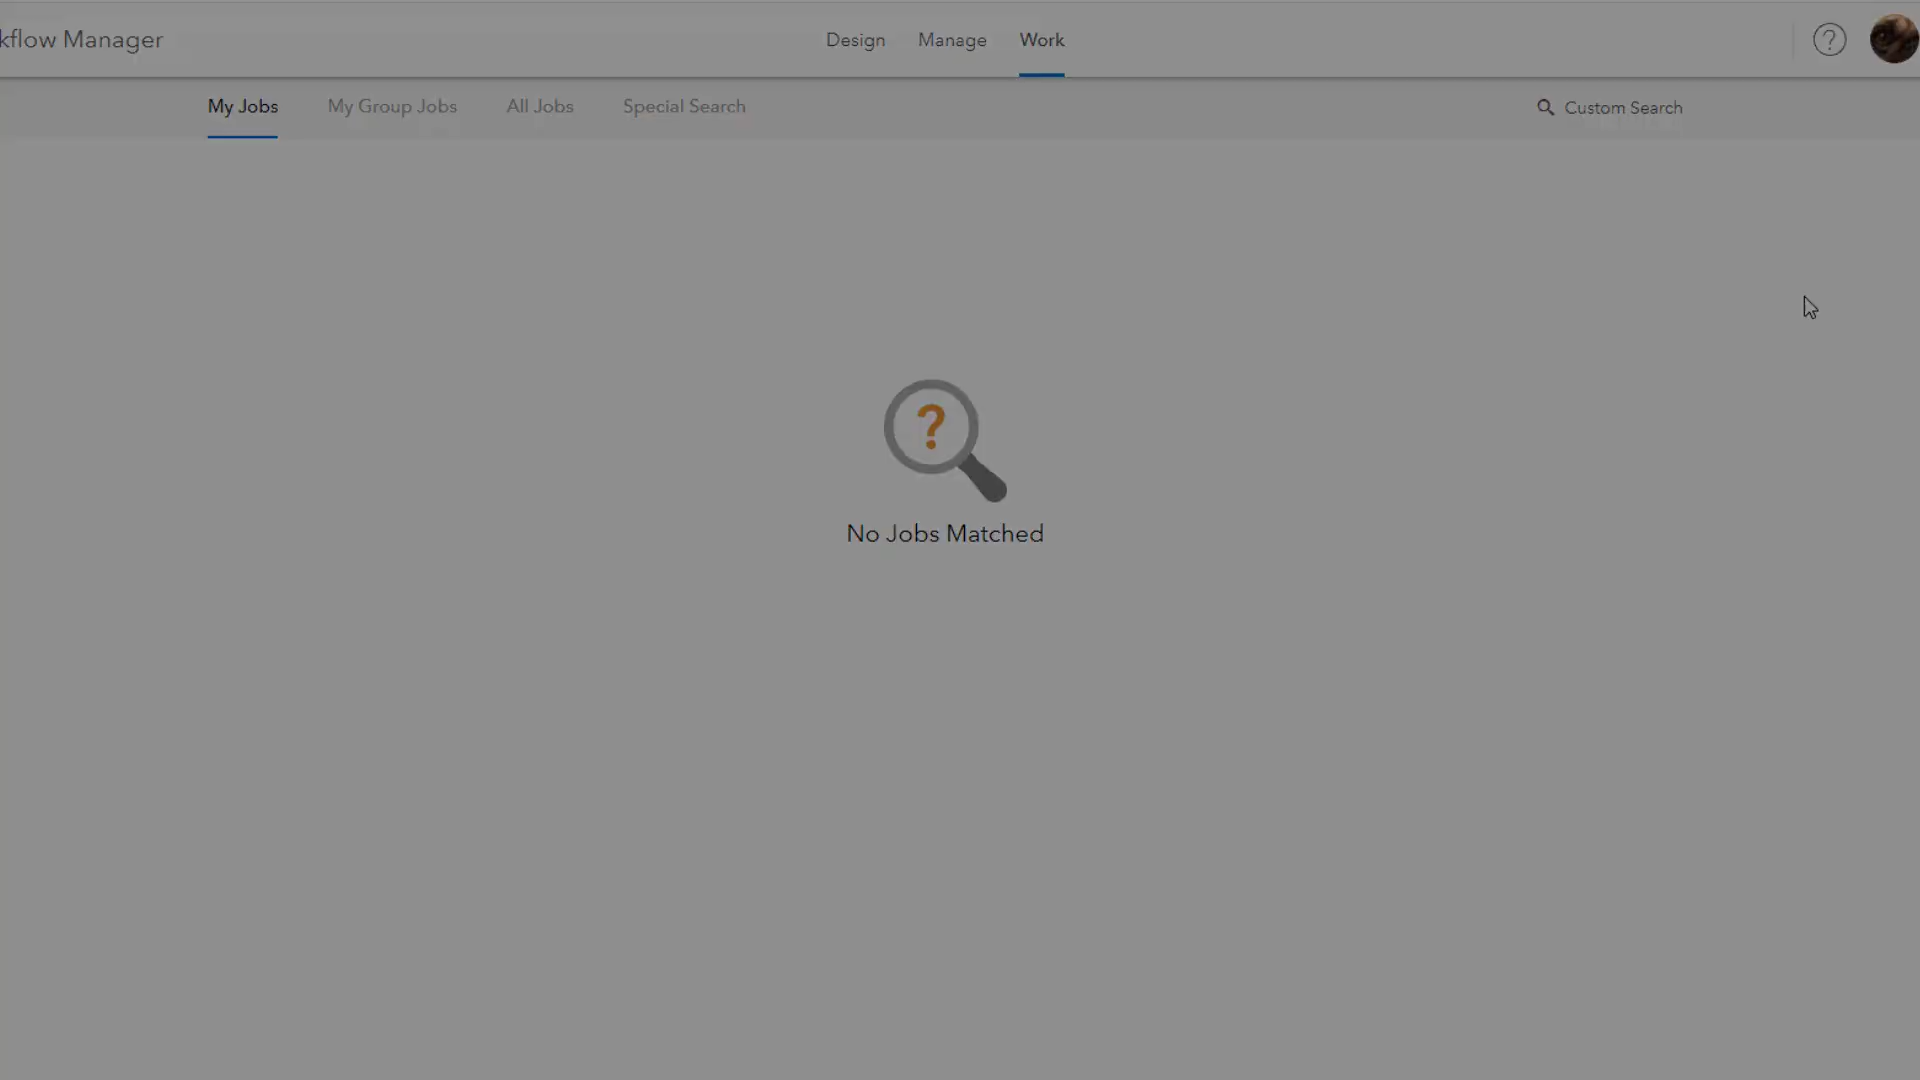 kflow Manager
Design
Manage
Work
?
My Jobs
My Group Jobs
All Jobs
Special Search
Custom Search
?
No Jobs Matched